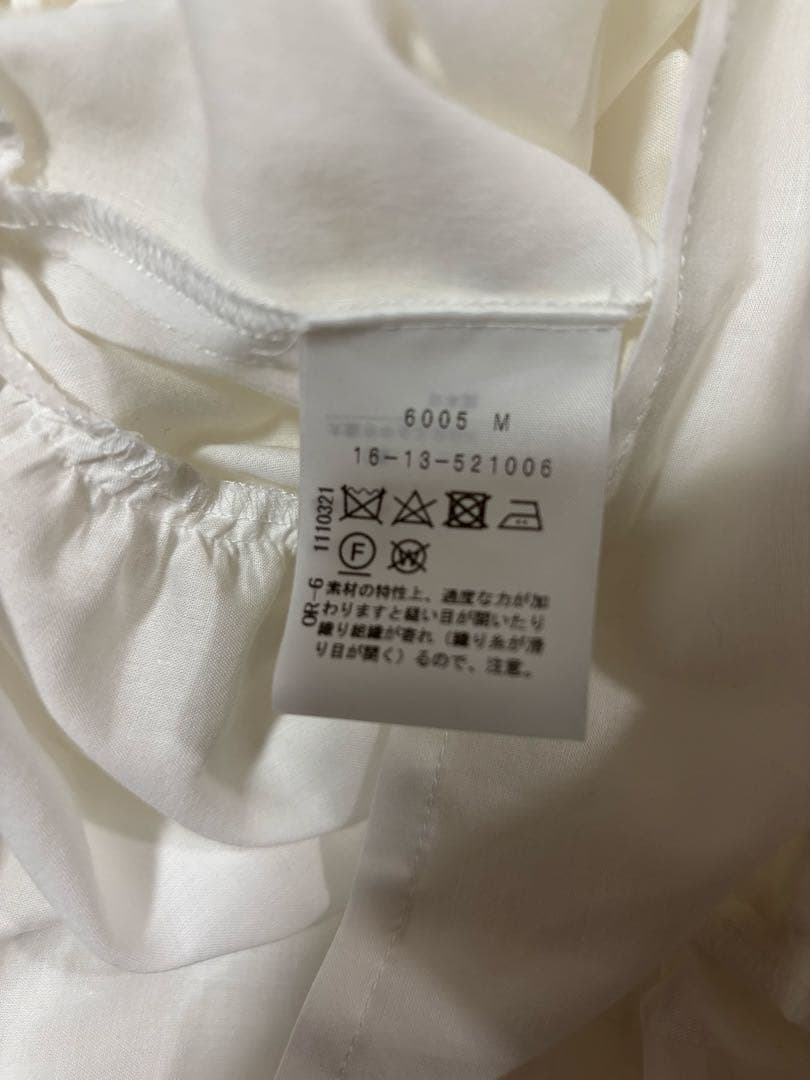 6005 M
16-13-521006
1110321
F
W
OR-6
素材の特性上、過度な力が加
わりますと縫い目が開いたり
織り組織が寄れ（織り糸が滑
り目が開く）るので、注意。